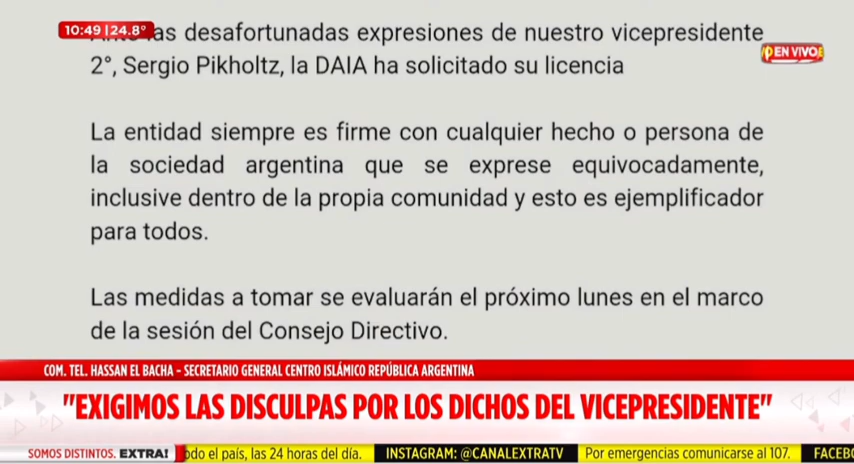 10:49 | 24.8°
las desafortunadas expresiones de nuestro vicepresidente
2°, Sergio Pikholtz, la DAIA ha solicitado su licencia
EN VIVO
La entidad siempre es firme con cualquier hecho o persona de
la sociedad argentina que se exprese equivocadamente,
inclusive dentro de la propia comunidad y esto es ejemplificador
para todos.
Las medidas a tomar se evaluarán el próximo lunes en el marco
de la sesión del Consejo Directivo.
COM. TEL. HASSAN EL BACHA - SECRETARIO GENERAL CENTRO ISLÁMICO REPÚBLICA ARGENTINA
"EXIGIMOS LAS DISCULPAS POR LOS DICHOS DEL VICEPRESIDENTE"
SOMOS DISTINTOS. EXTRA! odo el país, las 24 horas del día. INSTAGRAM: @CANALEXTRATV Por emergencias comunicarse al 107. FACEBO